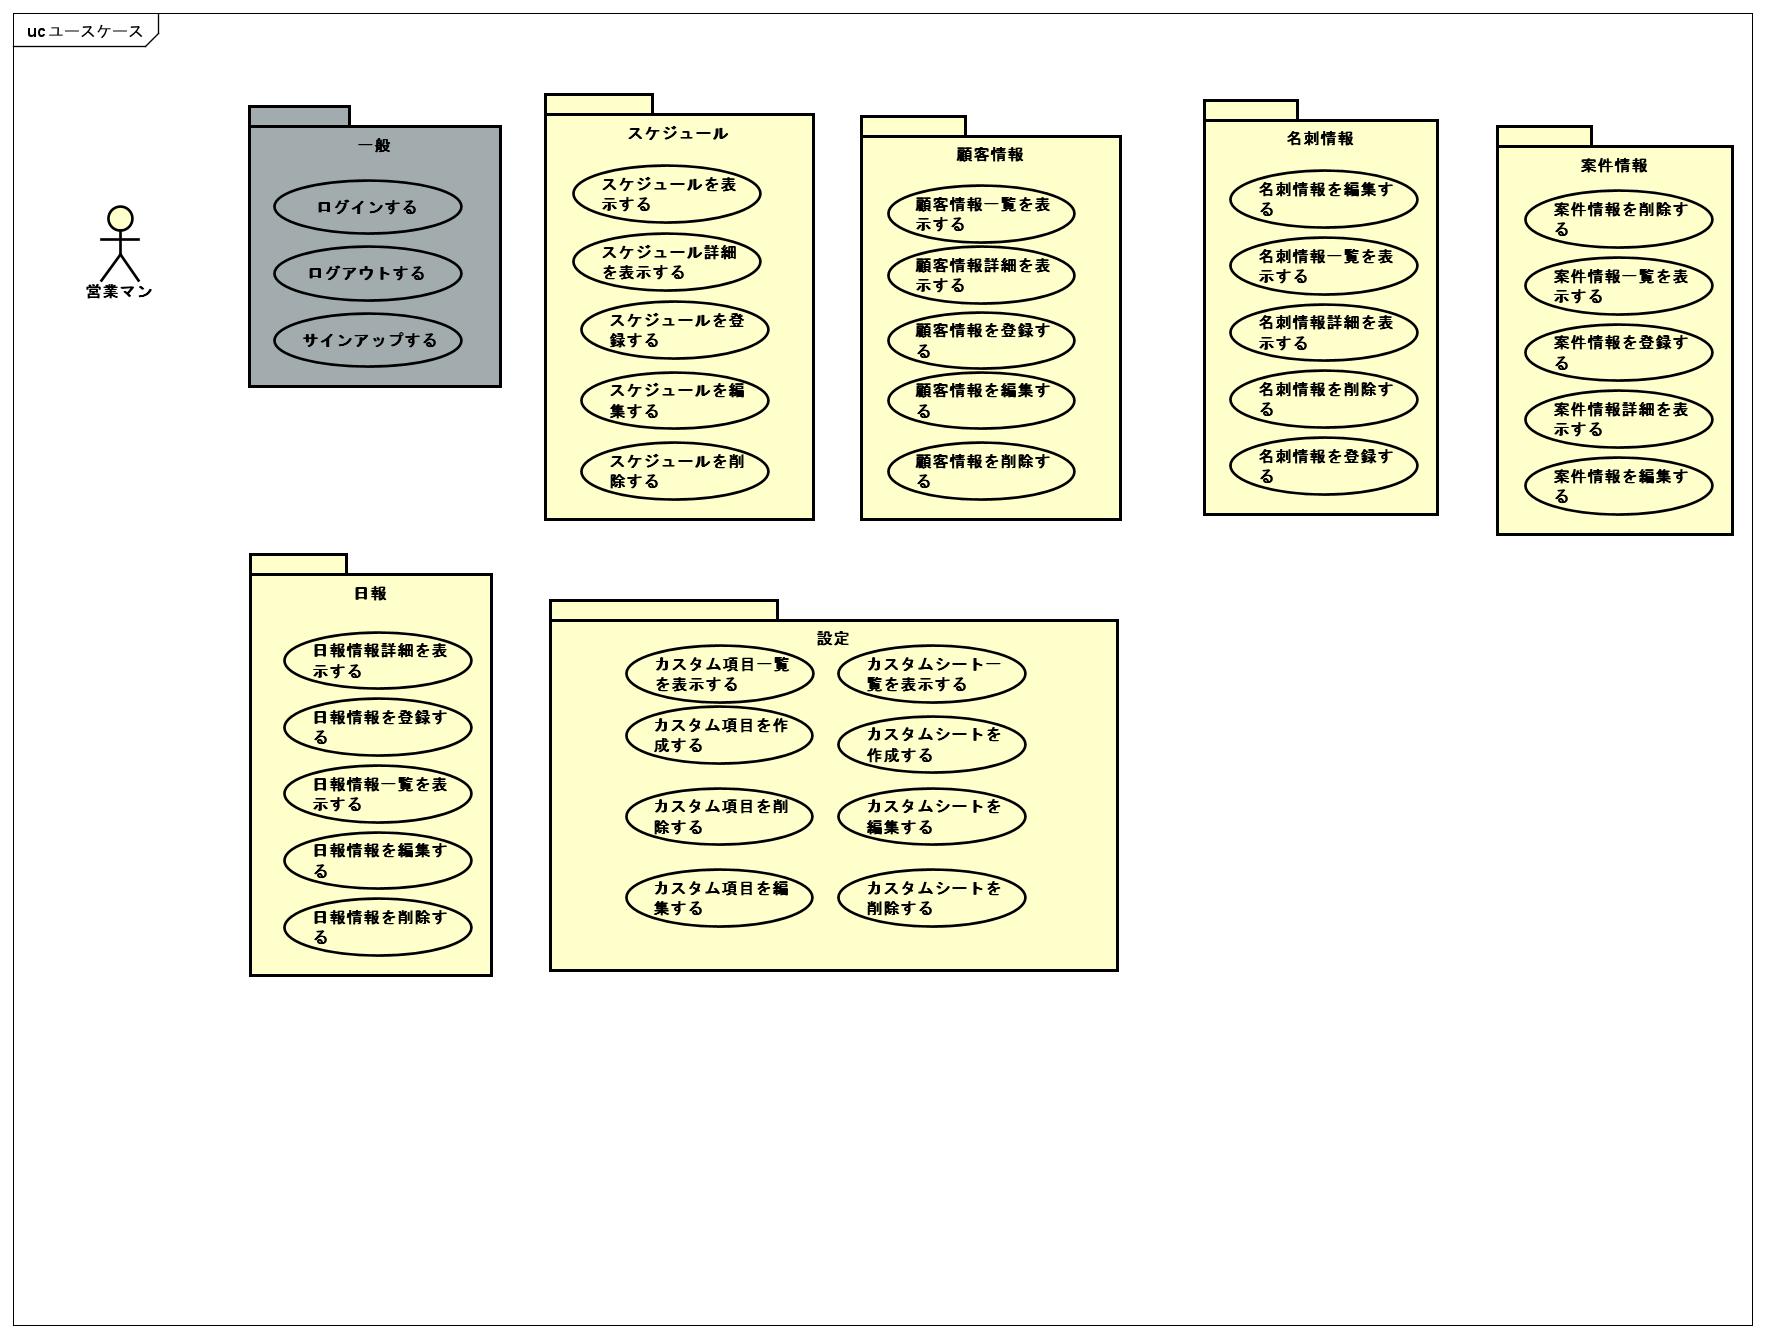 uc ユースケース
営業マン
一般
ログインする
ログアウトする
サインアップする
スケジュール
スケジュールを表
示する
スケジュール詳細
を表示する
スケジュールを登
録する
スケジュールを編
集する
スケジュールを削
除する
顧客情報
顧客情報一覧を表
示する
顧客情報詳細を表
示する
顧客情報を登録す
る
顧客情報を編集す
る
顧客情報を削除す
る
名刺情報
名刺情報を編集す
る
名刺情報一覧を表
示する
名刺情報詳細を表
示する
名刺情報を削除す
る
名刺情報を登録す
る
案件情報
案件情報を削除す
る
案件情報一覧を表
示する
案件情報を登録す
る
案件情報詳細を表
示する
案件情報を編集す
る
日報
日報情報詳細を表
示する
日報情報を登録す
る
日報情報一覧を表
示する
日報情報を編集す
る
日報情報を削除す
る
設定
カスタム項目一覧
を表示する
カスタム項目を作
成する
カスタム項目を削
除する
カスタム項目を編
集する
カスタムシート一
覧を表示する
カスタムシートを
作成する
カスタムシートを
編集する
カスタムシートを
削除する